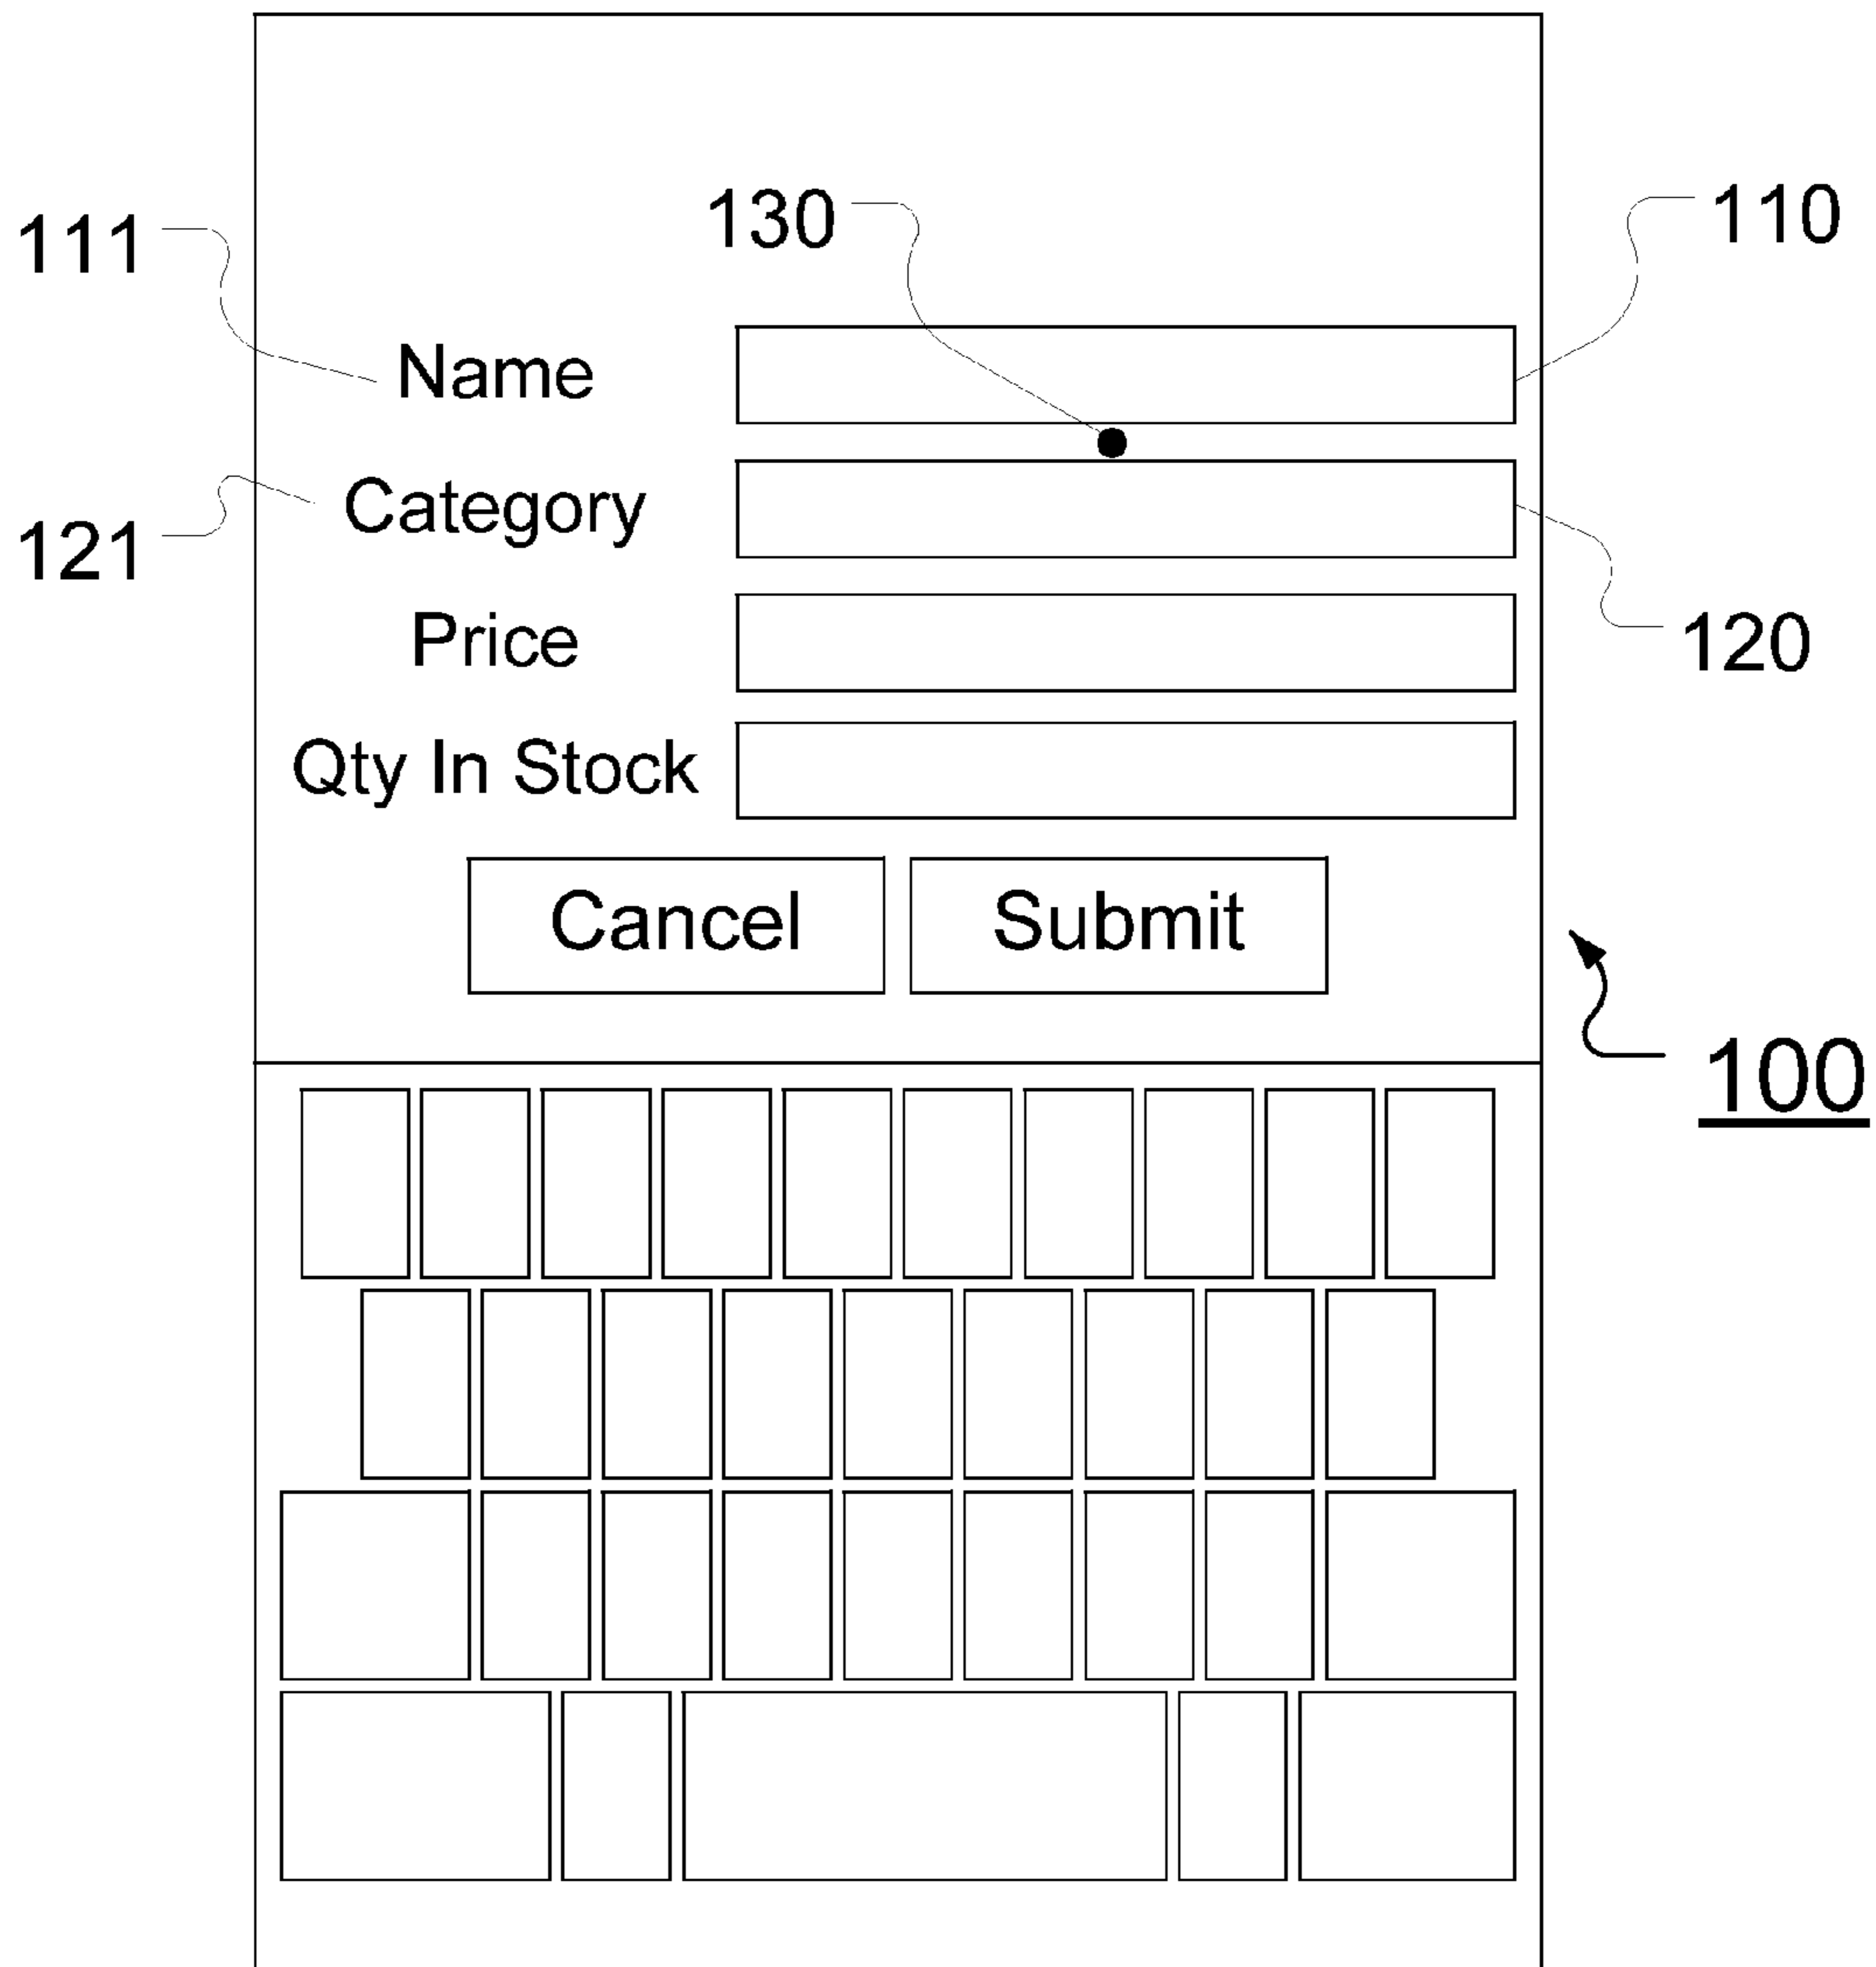 130
110
111
Name
Category
121
120
Price
Qty In Stock
Cancel
Submit
100